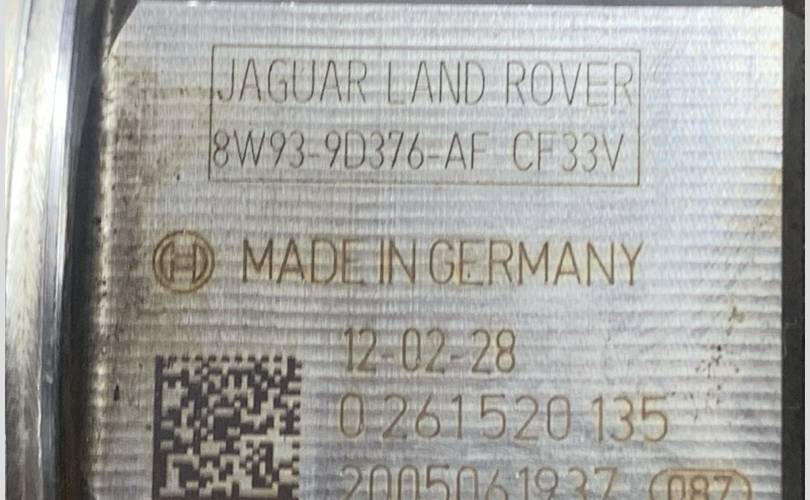 JAGUAR LAND ROVER
8W93-9D376-AF CF33V
MADE IN GERMANY
12-02-28
0 261 520 135
2005061937 087